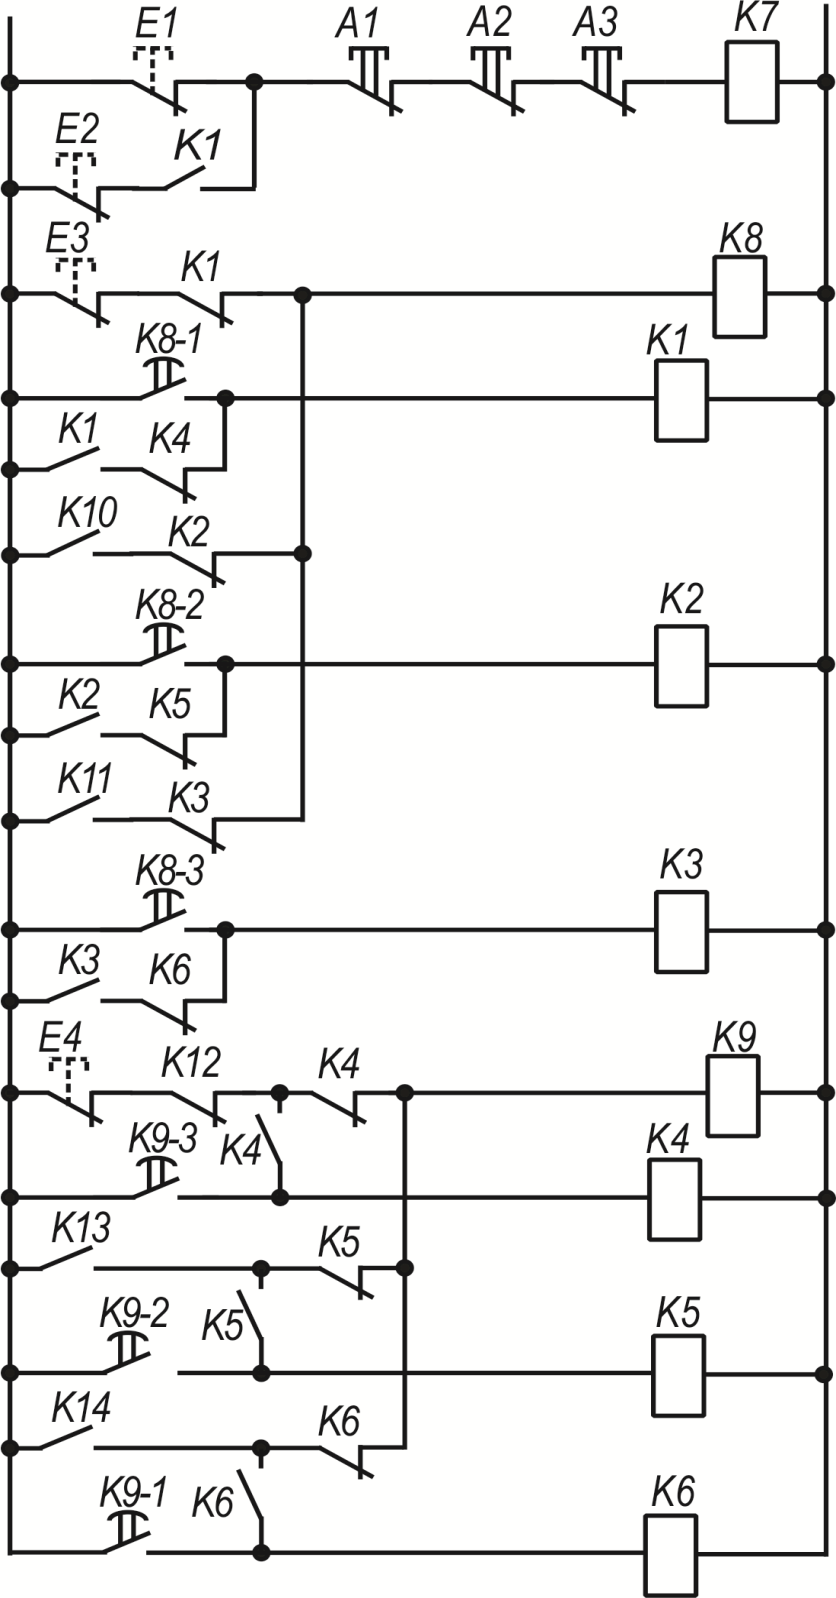 E1 A1 A2 A3 K7
E2 K1
E3 K1 K8
K8-1 K1
K1 K4
K10 K2
K8-2 K2
K2 K5
K11 K3
K8-3 K3
K3 K6
E4 K12 K4 K9
K9-3 K4 K4
K13 K5
K9-2 K5 K5
K14 K6
K9-1 K6 K6